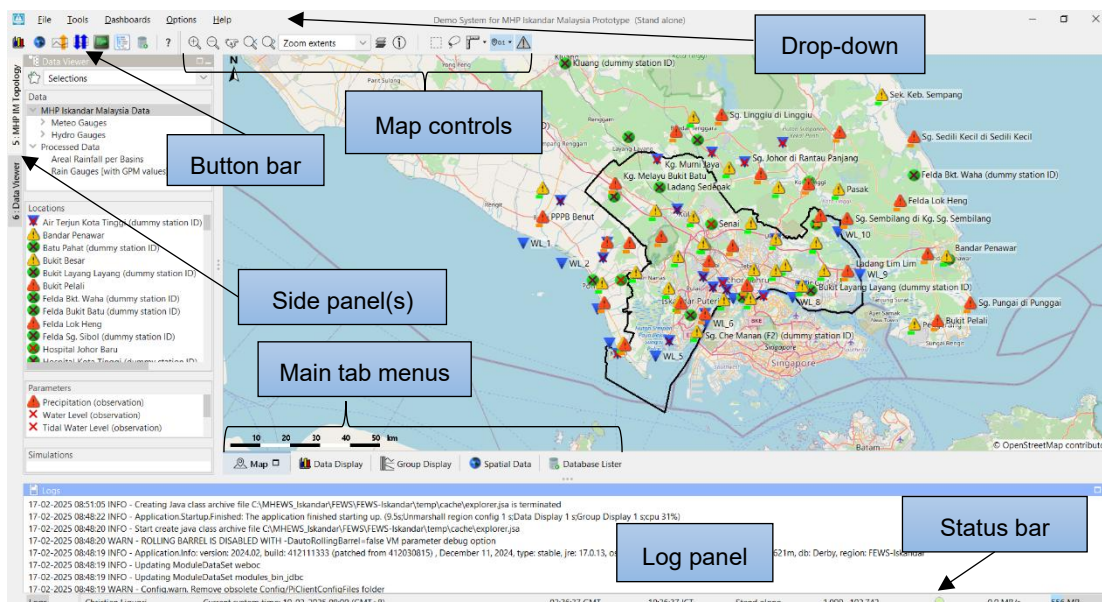 File Tools Dashboards Options Help
Demo System for MHP Iskandar Malaysia Prototype (Stand alone)
Drop-down
? Zoom extents
Map controls
Button bar
Side panel(s)
Main tab menus
Log panel
Status bar
5 : MHP IM Topology
6 : Data Viewer
Data Viewer
Selections
Data
MHP Iskandar Malaysia Data
Meteo Gauges
Hydro Gauges
Processed Data
Areal Rainfall per Basins
Rain Gauges [with GPM values
Locations
Air Terjun Kota Tinggi (dummy station ID)
Bandar Penawar
Batu Pahat (dummy station ID)
Bukit Besar
Bukit Layang Layang (dummy station ID)
Bukit Pelali
Felda Bkt. Waha (dummy station ID)
Felda Bukit Batu (dummy station ID)
Felda Lok Heng
Felda Sg. Sibol (dummy station ID)
Hospital Johor Baru
Hospital Kota Tinggi (dummy station ID)
Parameters
Precipitation (observation)
Water Level (observation)
Tidal Water Level (observation)
Simulations
N
Kluang (dummy station ID)
Parit Sulong
Sek. Keb. Sempang
Sg. Linggiu di Linggiu
Sg. Sedili Kecil di Sedili Kecil
Kg. Murni Jaya
Sg. Johor di Rantau Panjang
Kg. Melayu Bukit Batu
Ladang Sedenak
Felda Bkt. Waha (dummy station ID)
Pasak
Felda Lok Heng
PPPB Benut
Senai
Sg. Sembilang di Kg. Sg. Sembilang
WL_1
WL_10
WL_2
Bandar Penawar
Ladang Lim Lim
WL_9
Bukit Layang Layang (dummy station ID)
WL_8
Iskandar Puteri
Sg. Pungai di Punggai
Bukit Pelali
WL_6
Sg. Che Manan (F2) (dummy station ID)
WL_5
Singapore
BKE
Batam
10 20 30 40 50 km
© OpenStreetMap contributo
Map Data Display Group Display Spatial Data Database Lister
Logs
17-02-2025 08:51:05 INFO - Creating Java class archive file C:\MHEWS_Iskandar\FEWS\FEWS-Iskandar\temp\cache\explorer.jsa is terminated
17-02-2025 08:48:22 INFO - Application.Startup.Finished: The application finished starting up. (9.5s;Unmarshall region config 1 s;Data Display 1 s;Group Display 1 s;cpu 31%)
17-02-2025 08:48:20 INFO - Start create java class archive file C:\MHEWS_Iskandar\FEWS\FEWS-Iskandar\temp\cache\explorer.jsa
17-02-2025 08:48:20 WARN - ROLLING BARREL IS DISABLED WITH -DautoRollingBarrel=false VM parameter debug option
17-02-2025 08:48:19 INFO - Application.Info: version: 2024.02, build: 412111333 (patched from 412030815) , December 11, 2024, type: stable, jre: 17.0.13, os 621m, db: Derby, region: FEWS-Iskandar
17-02-2025 08:48:19 INFO - Updating ModuleDataSet weboc
17-02-2025 08:48:19 INFO - Updating ModuleDataSet modules_bin_jdbc
17-02-2025 08:48:19 WARN - Config.warn. Remove obsolete Config/PiClientConfigFiles folder